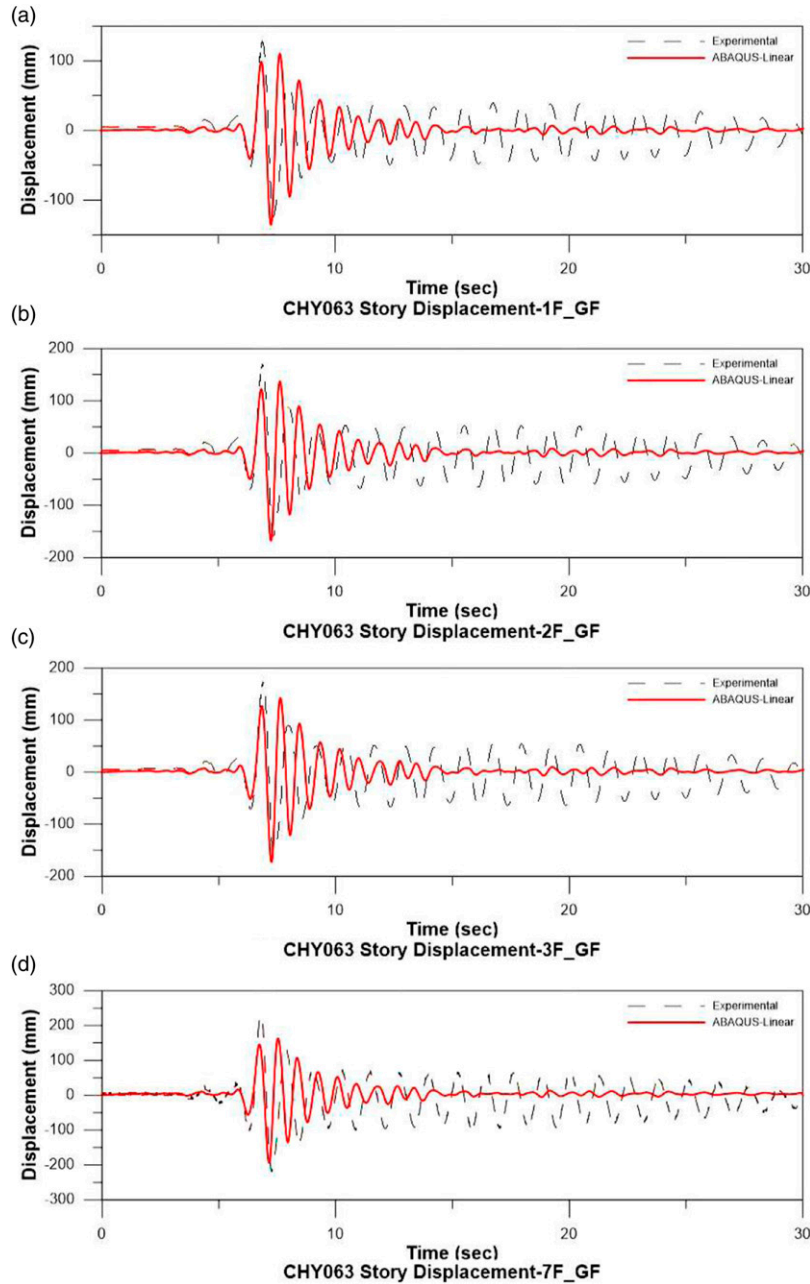 (a)
100
0
-100
Displacement (mm)
Experimental
ABAQUS-Linear
0
10
20
30
Time (sec)
CHY063 Story Displacement-1F_GF
(b)
200
100
0
-100
-200
Displacement (mm)
Experimental
ABAQUS-Linear
0
10
20
30
Time (sec)
CHY063 Story Displacement-2F_GF
(c)
200
100
0
-100
-200
Displacement (mm)
Experimental
ABAQUS-Linear
0
10
20
30
Time (sec)
CHY063 Story Displacement-3F_GF
(d)
300
200
100
0
-100
-200
-300
Displacement (mm)
Experimental
ABAQUS-Linear
0
10
20
30
Time (sec)
CHY063 Story Displacement-7F_GF